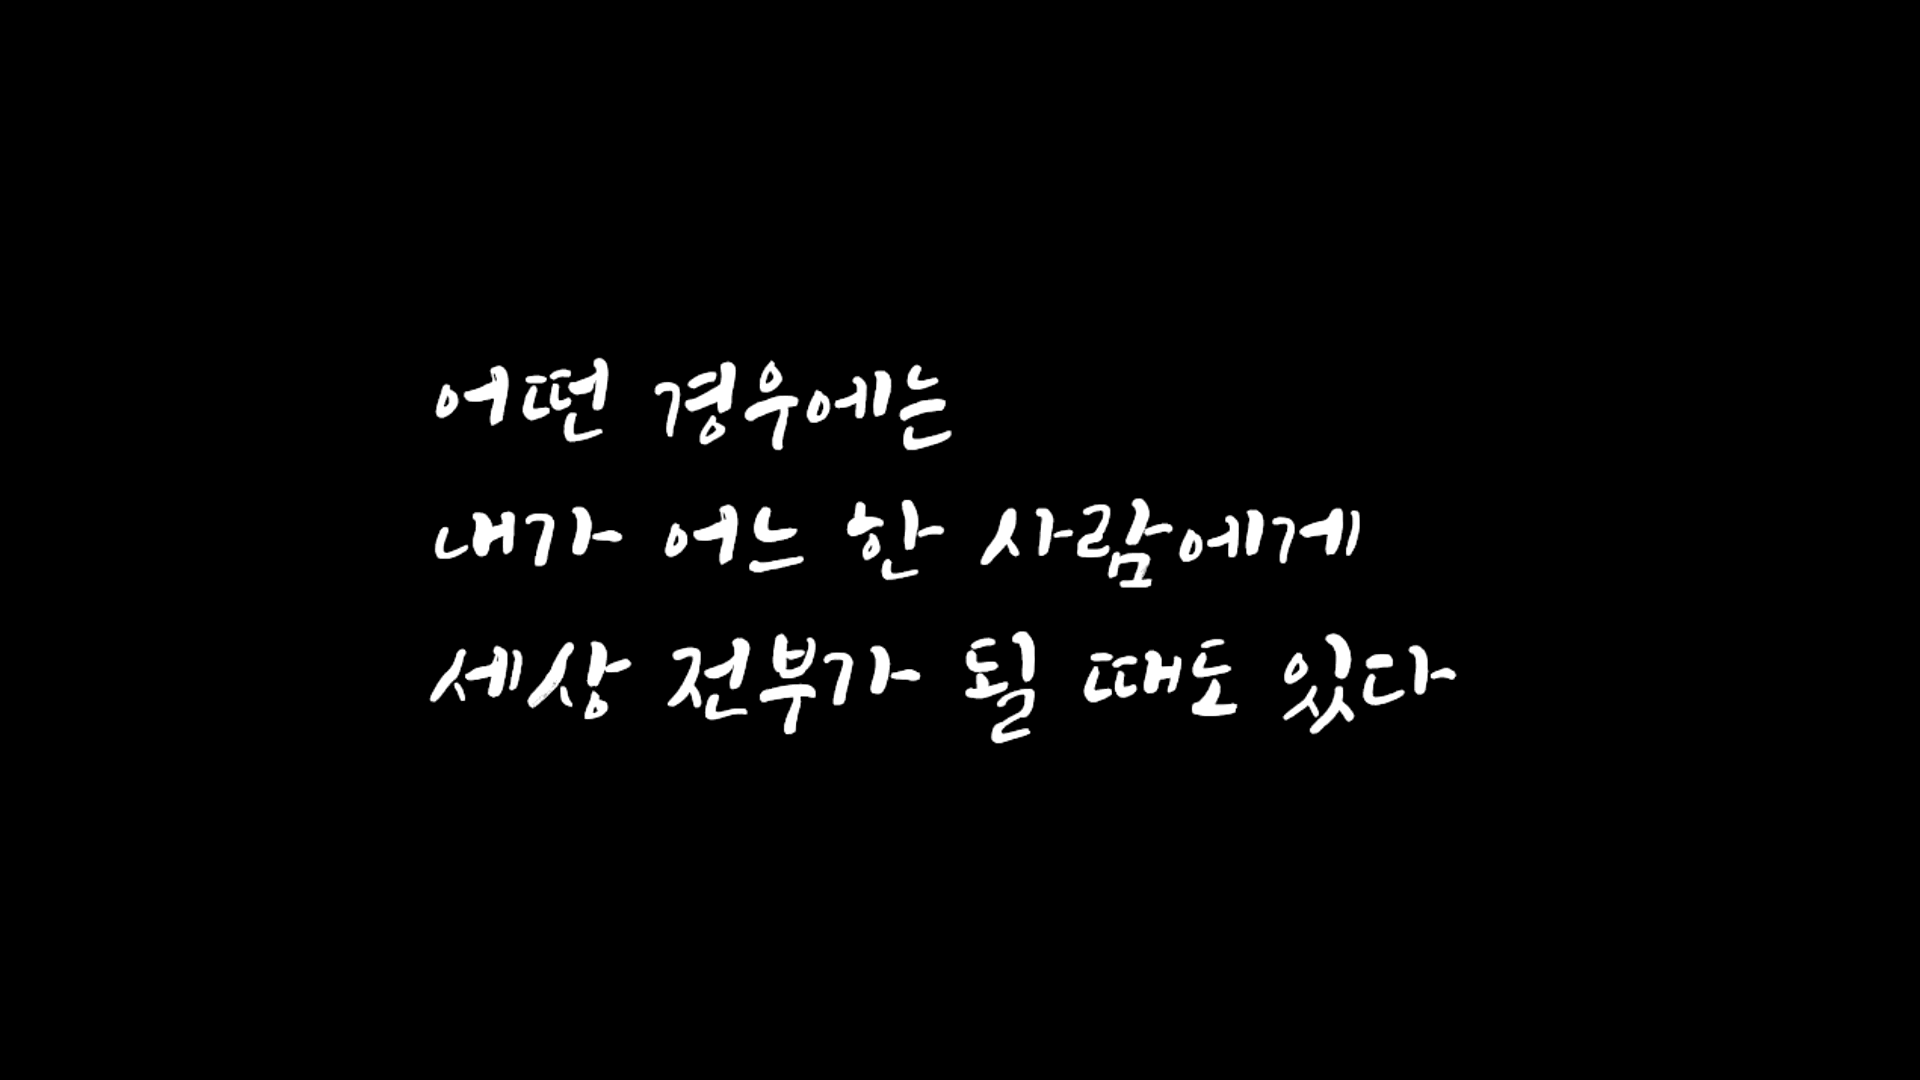 어떤 경우에는
내가 어느 한 사람에게
세상 전부가 될 때도 있다